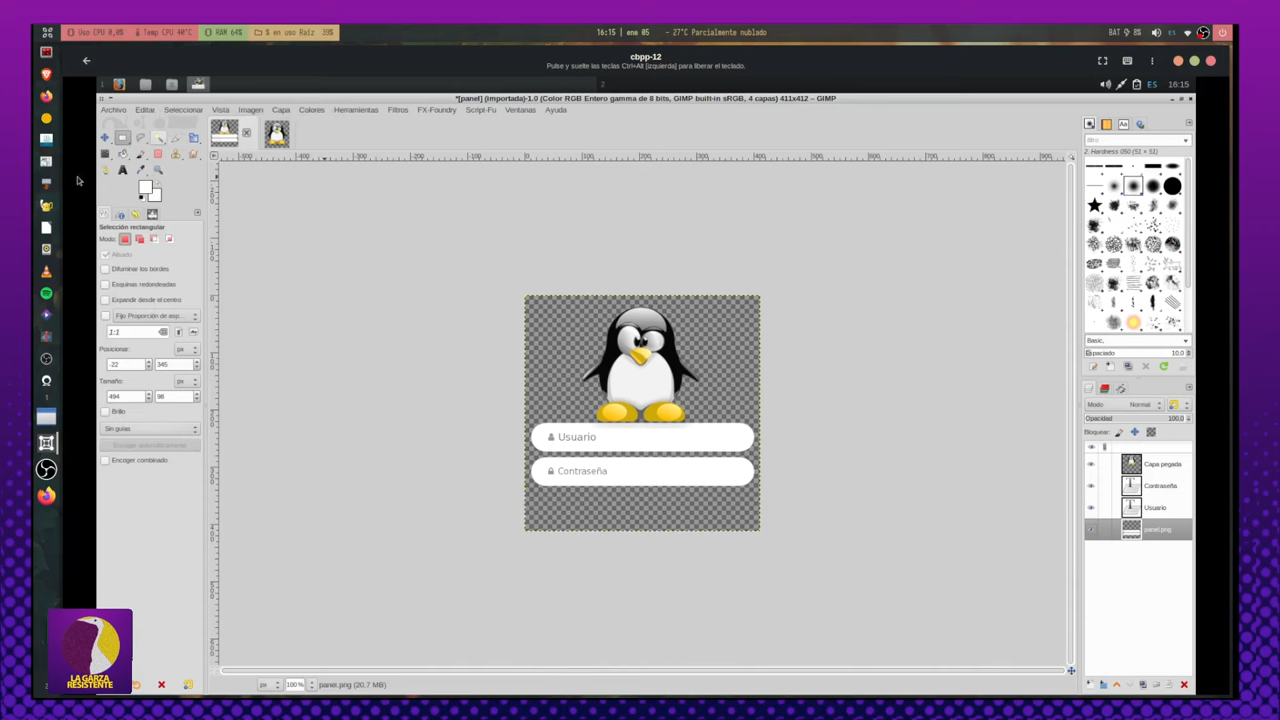 Uso CPU 0,0% Temp CPU 40°C RAM 64% % en uso Raíz 39% 16:15 | ene 05 - 27°C Parcialmente nublado BAT 8% ES
cbpp-12
Pulse y suelte las teclas Ctrl+Alt [izquierda] para liberar el teclado.
1 2 ES 16:15
*[panel] (importada)-1.0 (Color RGB Entero gamma de 8 bits, GIMP built-in sRGB, 4 capas) 411x412 – GIMP
Archivo Editar Seleccionar Vista Imagen Capa Colores Herramientas Filtros FX-Foundry Script-Fu Ventanas Ayuda
filtro
2. Hardness 050 (51 × 51)
Selección rectangular
Modo:
Alisado
Difuminar los bordes
Esquinas redondeadas
Expandir desde el centro
Fijo Proporción de asp...
1:1
Posicionar: px
-22 345
Tamaño: px
494 98
Brillo
Sin guías
Encoger automáticamente
Encoger combinado
Usuario
Contraseña
Basic,
Espaciado 10,0
Modo Normal
Opacidad 100,0
Bloquear:
Capa pegada
Contraseña
Usuario
panel.png
px 100 % panel.png (20,7 MB)
LA GARZA
RESISTENTE